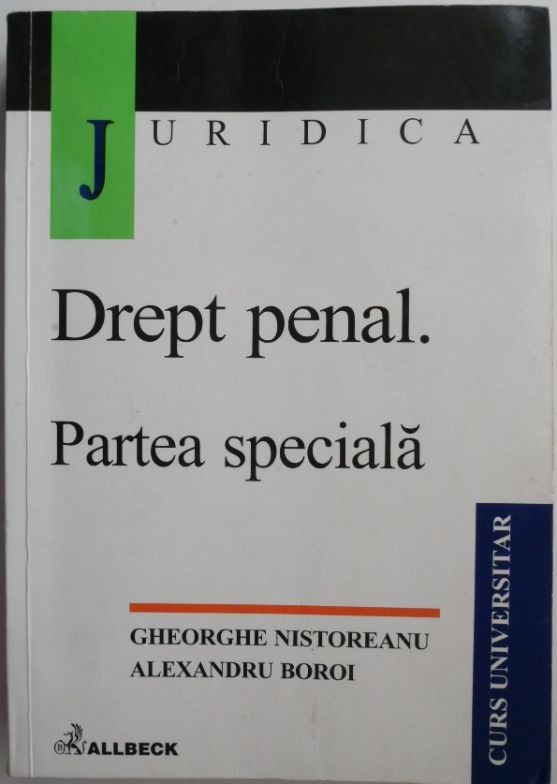 JURIDICA
Drept penal.
Partea specială
GHEORGHE NISTOREANU
ALEXANDRU BOROI
CURS UNIVERSITAR
ALLBECK